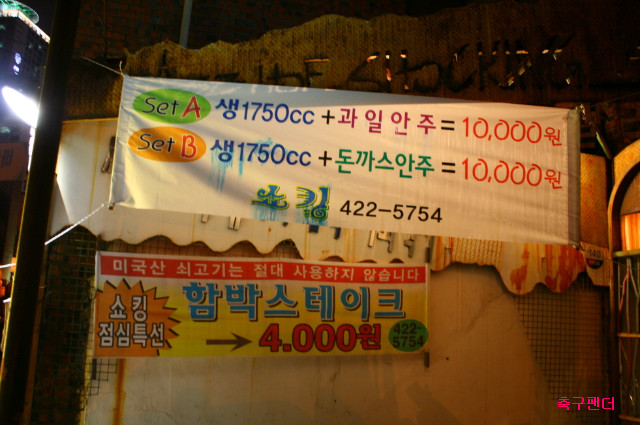 THE SHOCKING
Set A 생1750cc + 과일안주 = 10,000원
Set B 생1750cc + 돈까스안주 = 10,000원
쇼킹 422-5754
미국산 쇠고기는 절대 사용하지 않습니다
쇼킹 함박스테이크
점심특선 → 4.000원 422-5754
축구팬더